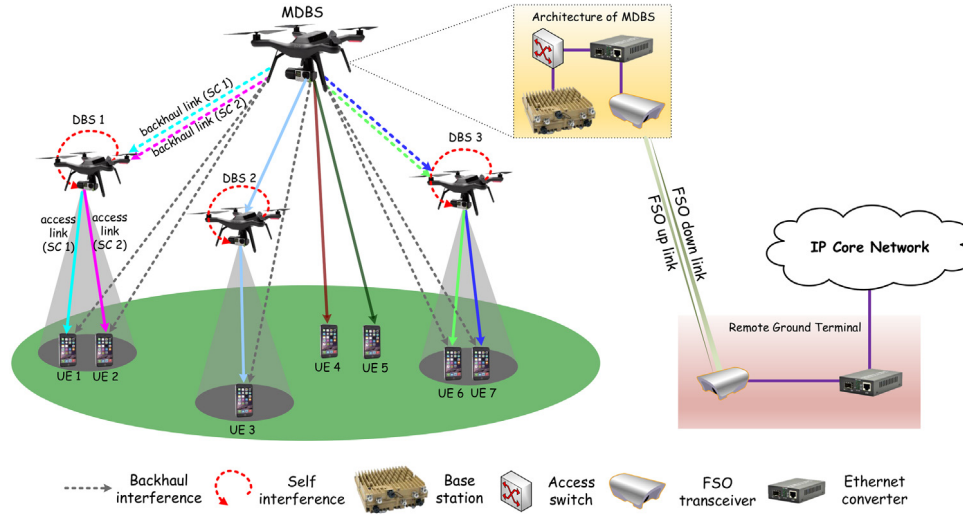 MDBS
Architecture of MDBS
DBS 1
backhaul link (SC 1)
backhaul link (SC 2)
DBS 2
DBS 3
access
link
(SC 1)
access
link
(SC 2)
FSO down link
FSO up link
IP Core Network
Remote Ground Terminal
UE 1
UE 2
UE 3
UE 4
UE 5
UE 6
UE 7
Backhaul
interference
Self
interference
Base
station
Access
switch
FSO
transceiver
Ethernet
converter